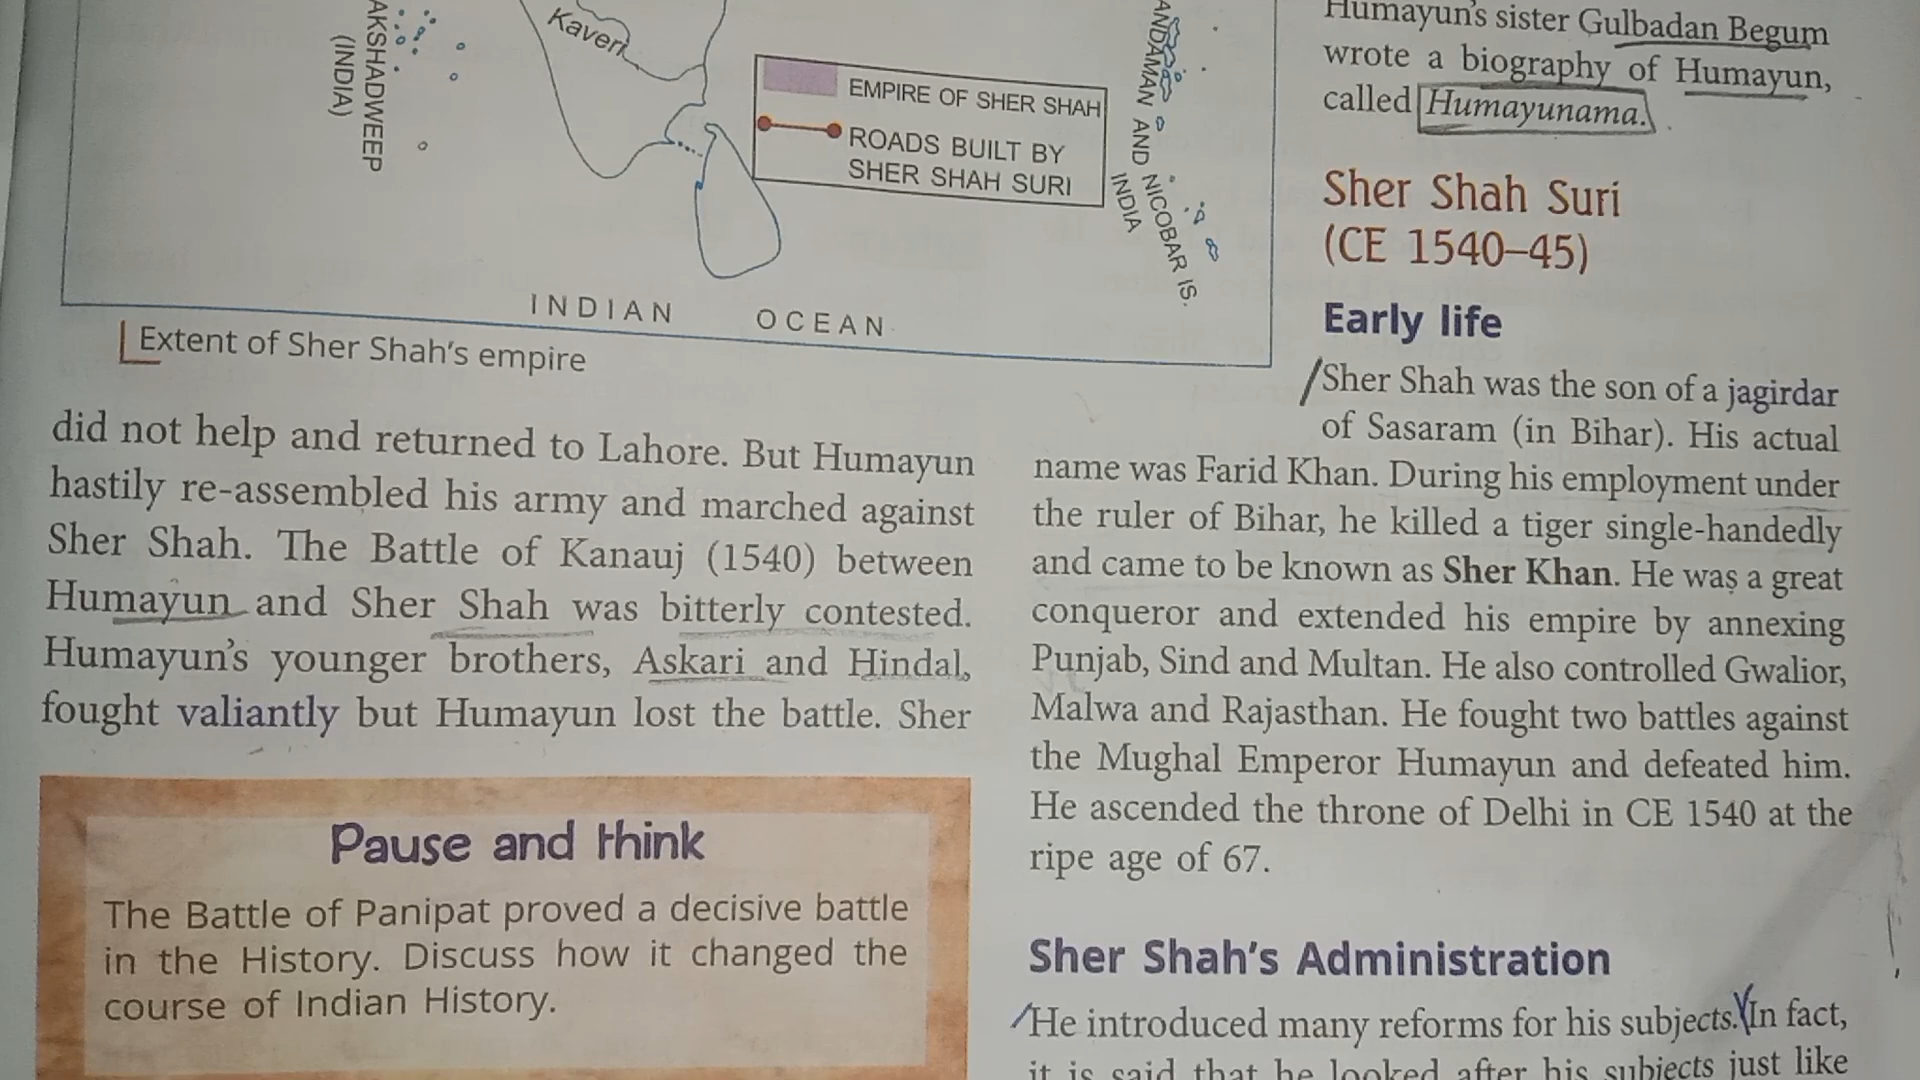 Kaveri
AKSHADWEEP
(INDIA)
EMPIRE OF SHER SHAH
ROADS BUILT BY
SHER SHAH SURI
ANDAMAN AND NICOBAR IS.
INDIA
INDIAN OCEAN
Extent of Sher Shah's empire
did not help and returned to Lahore. But Humayun
hastily re-assembled his army and marched against
Sher Shah. The Battle of Kanauj (1540) between
Humayun and Sher Shah was bitterly contested.
Humayun's younger brothers, Askari and Hindal,
fought valiantly but Humayun lost the battle. Sher
Pause and think
The Battle of Panipat proved a decisive battle
in the History. Discuss how it changed the
course of Indian History.
Humayun's sister Gulbadan Begum
wrote a biography of Humayun,
called Humayunama.
Sher Shah Suri
(CE 1540–45)
Early life
Sher Shah was the son of a jagirdar
of Sasaram (in Bihar). His actual
name was Farid Khan. During his employment under
the ruler of Bihar, he killed a tiger single-handedly
and came to be known as Sher Khan. He was a great
conqueror and extended his empire by annexing
Punjab, Sind and Multan. He also controlled Gwalior,
Malwa and Rajasthan. He fought two battles against
the Mughal Emperor Humayun and defeated him.
He ascended the throne of Delhi in CE 1540 at the
ripe age of 67.
Sher Shah's Administration
He introduced many reforms for his subjects. In fact,
it is said that he looked after his subjects just like